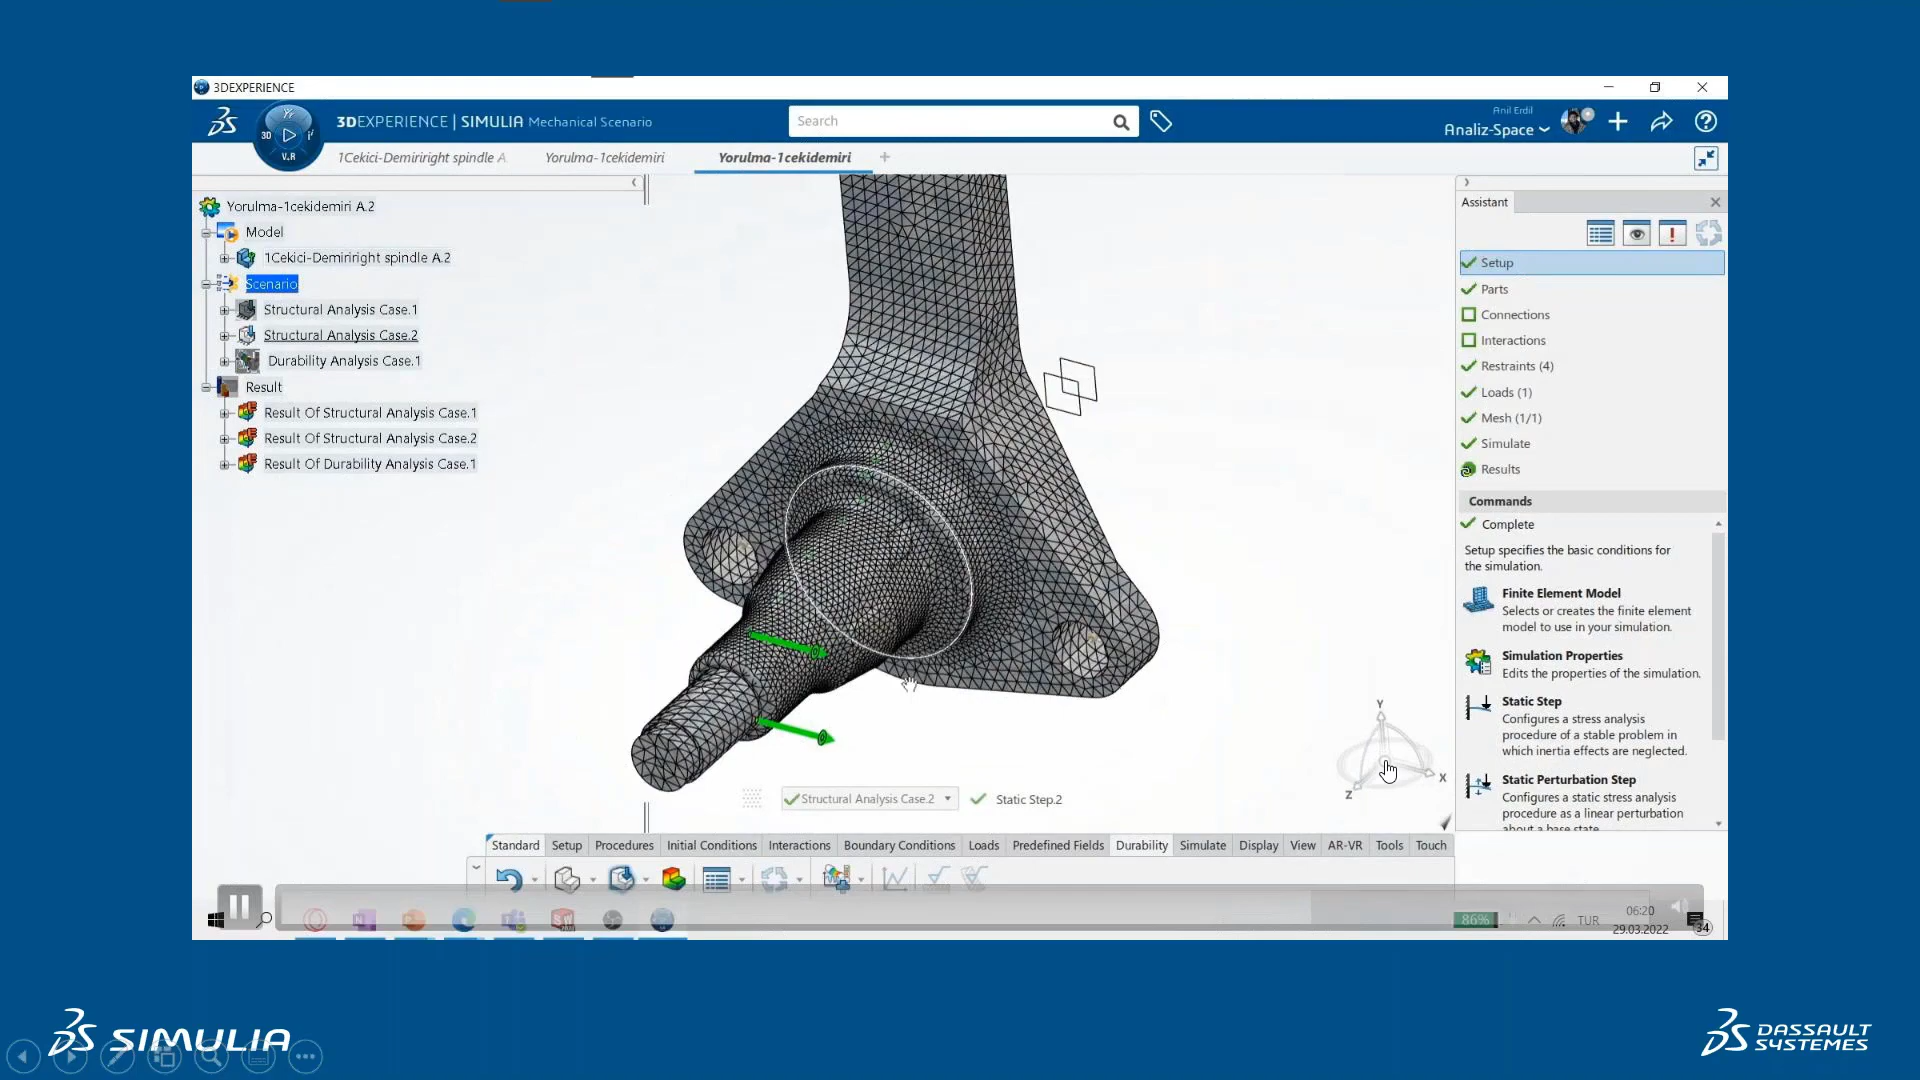 3DEXPERIENCE
3DEXPERIENCE | SIMULIA Mechanical Scenario
Search
Anil Erdil
Analiz-Space
3D
V.R
1Cekici-Demiriright spindle A
Yorulma-1cekidemiri
Yorulma-1cekidemiri
Yorulma-1cekidemiri A.2
Model
1Cekici-Demiriright spindle A.2
Scenario
Structural Analysis Case.1
Structural Analysis Case.2
Durability Analysis Case.1
Result
Result Of Structural Analysis Case.1
Result Of Structural Analysis Case.2
Result Of Durability Analysis Case.1
Y
X
Z
Structural Analysis Case.2
Static Step.2
Assistant
Setup
Parts
Connections
Interactions
Restraints (4)
Loads (1)
Mesh (1/1)
Simulate
Results
Commands
Complete
Setup specifies the basic conditions for
the simulation.
Finite Element Model
Selects or creates the finite element
model to use in your simulation.
Simulation Properties
Edits the properties of the simulation.
Static Step
Configures a stress analysis
procedure of a stable problem in
which inertia effects are neglected.
Static Perturbation Step
Configures a static stress analysis
procedure as a linear perturbation
about a base state.
Standard Setup Procedures Initial Conditions Interactions Boundary Conditions Loads Predefined Fields Durability Simulate Display View AR-VR Tools Touch
86%
TUR
06:20
29.03.2022
34
SIMULIA
DASSAULT
SYSTEMES